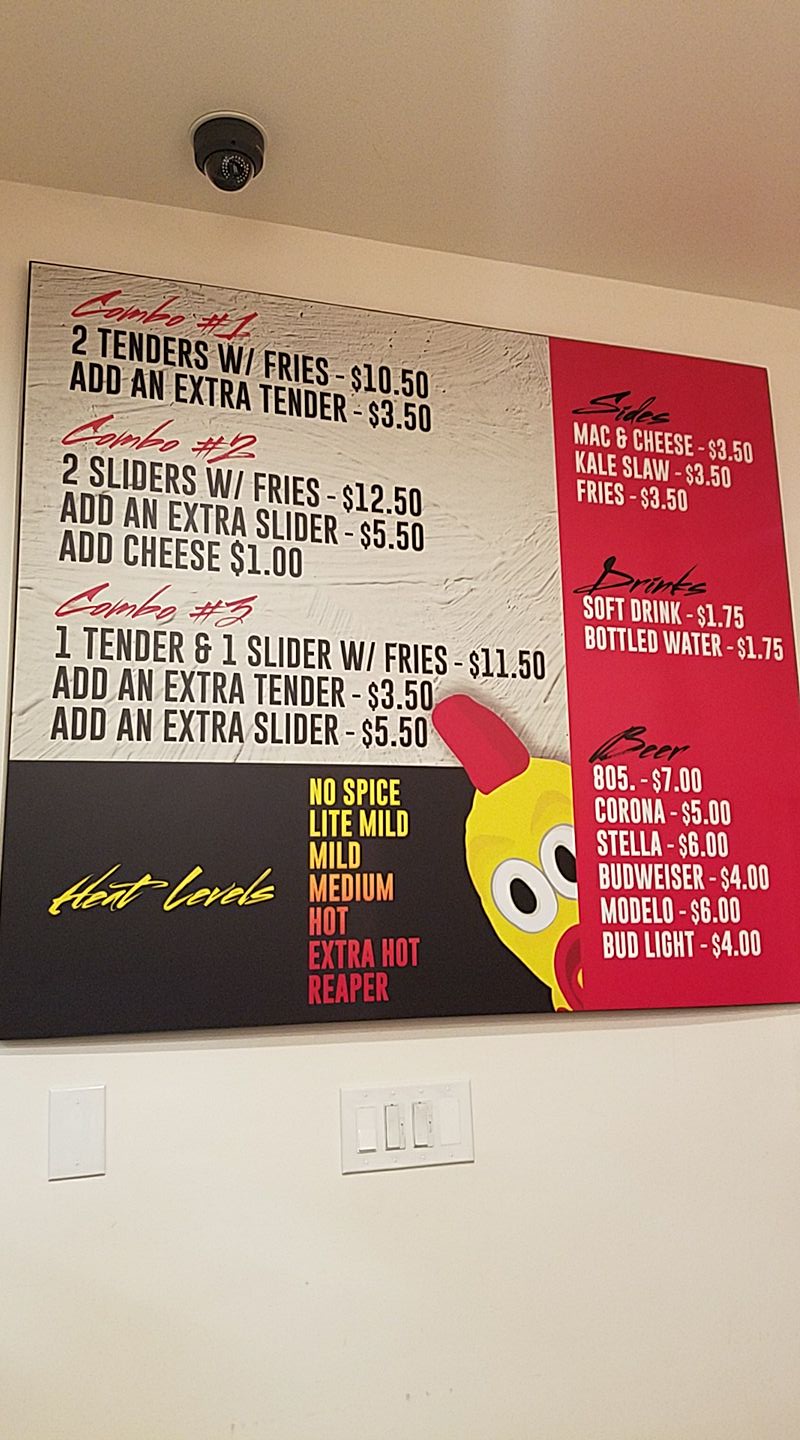 Combo #1
2 TENDERS W/ FRIES - $10.50
ADD AN EXTRA TENDER - $3.50
Combo #2
2 SLIDERS W/ FRIES - $12.50
ADD AN EXTRA SLIDER - $5.50
ADD CHEESE $1.00
Combo #3
1 TENDER & 1 SLIDER W/ FRIES - $11.50
ADD AN EXTRA TENDER - $3.50
ADD AN EXTRA SLIDER - $5.50
Heat Levels
NO SPICE
LITE MILD
MILD
MEDIUM
HOT
EXTRA HOT
REAPER
Sides
MAC & CHEESE - $3.50
KALE SLAW - $3.50
FRIES - $3.50
Drinks
SOFT DRINK - $1.75
BOTTLED WATER - $1.75
Beer
805. - $7.00
CORONA - $5.00
STELLA - $6.00
BUDWEISER - $4.00
MODELO - $6.00
BUD LIGHT - $4.00